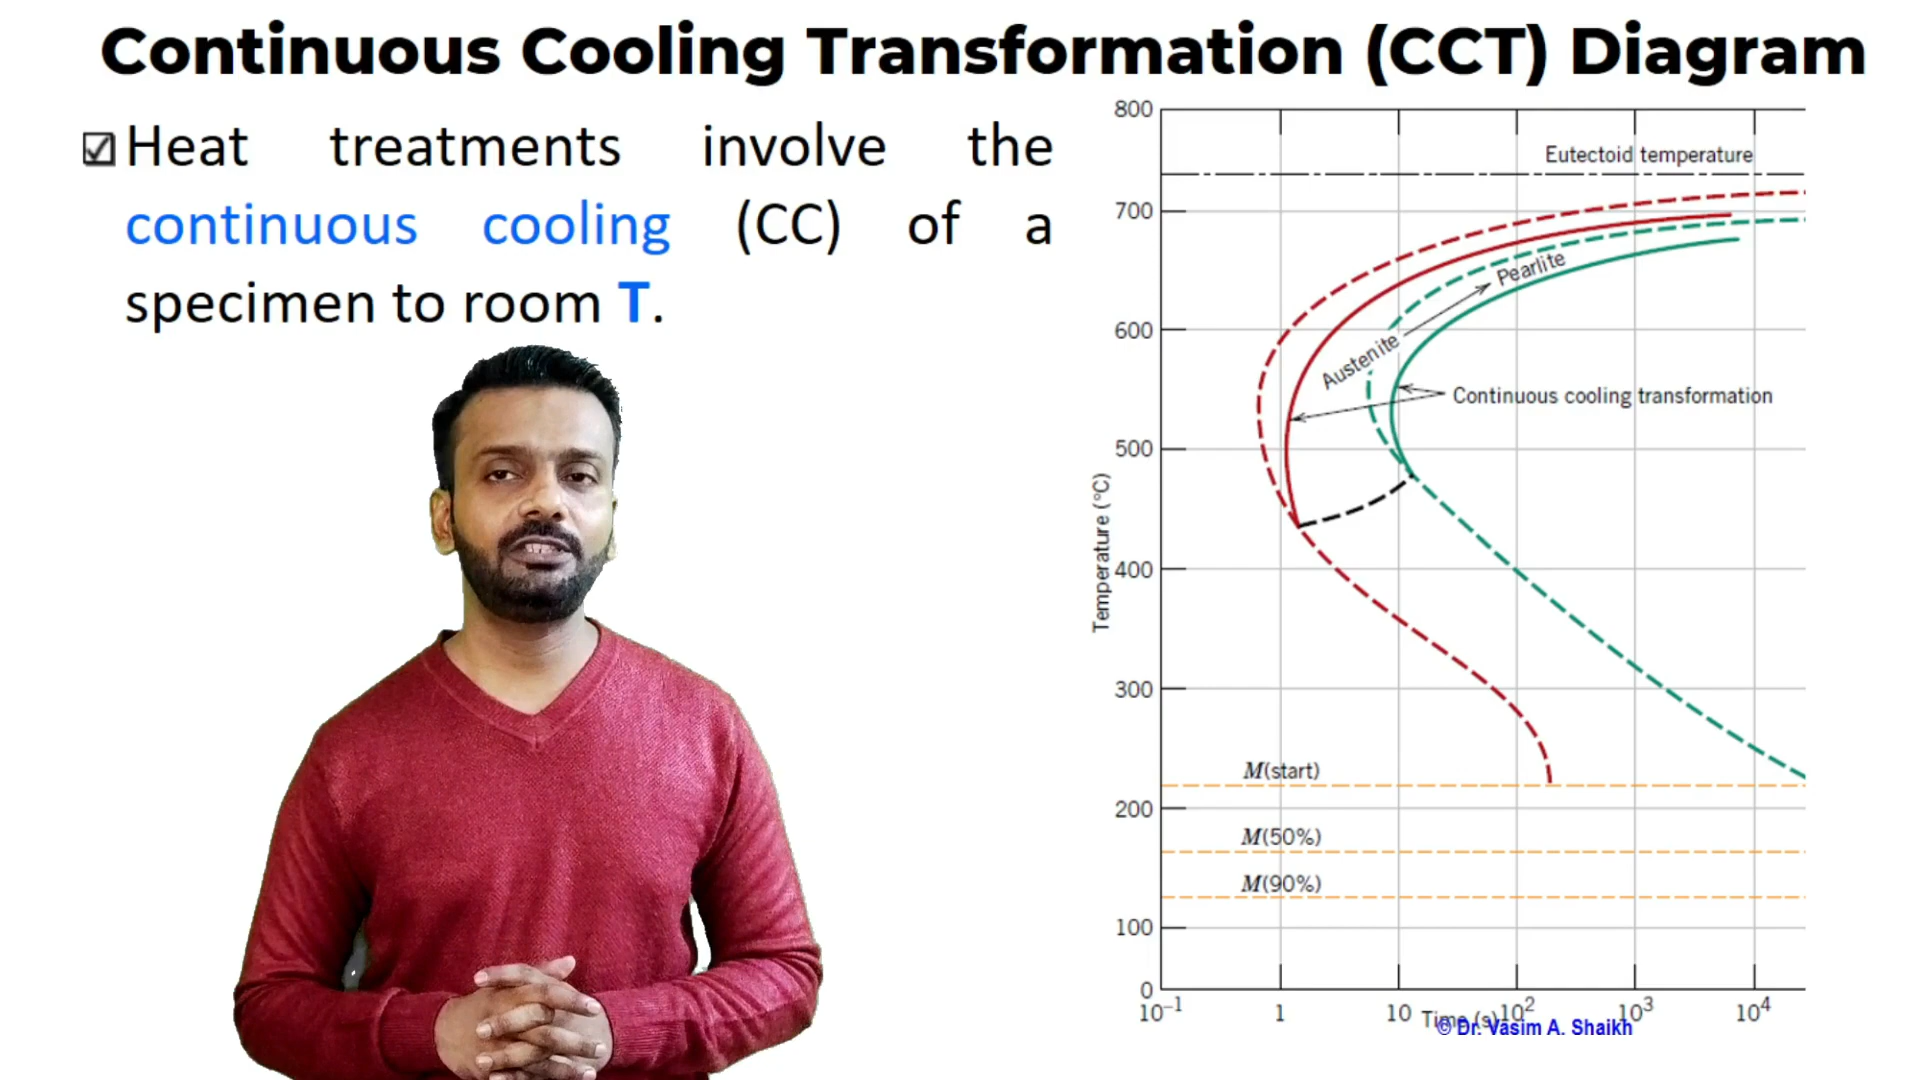 Continuous Cooling Transformation (CCT) Diagram
Heat treatments involve the
continuous cooling (CC) of a
specimen to room T.
800
Eutectoid temperature
700
Pearlite
600
Austenite
Continuous cooling transformation
500
Temperature (°C)
400
300
M(start)
200
M(50%)
M(90%)
100
0
10⁻¹ 1 10 10² 10³ 10⁴
Time (s)
© Dr. Vasim A. Shaikh